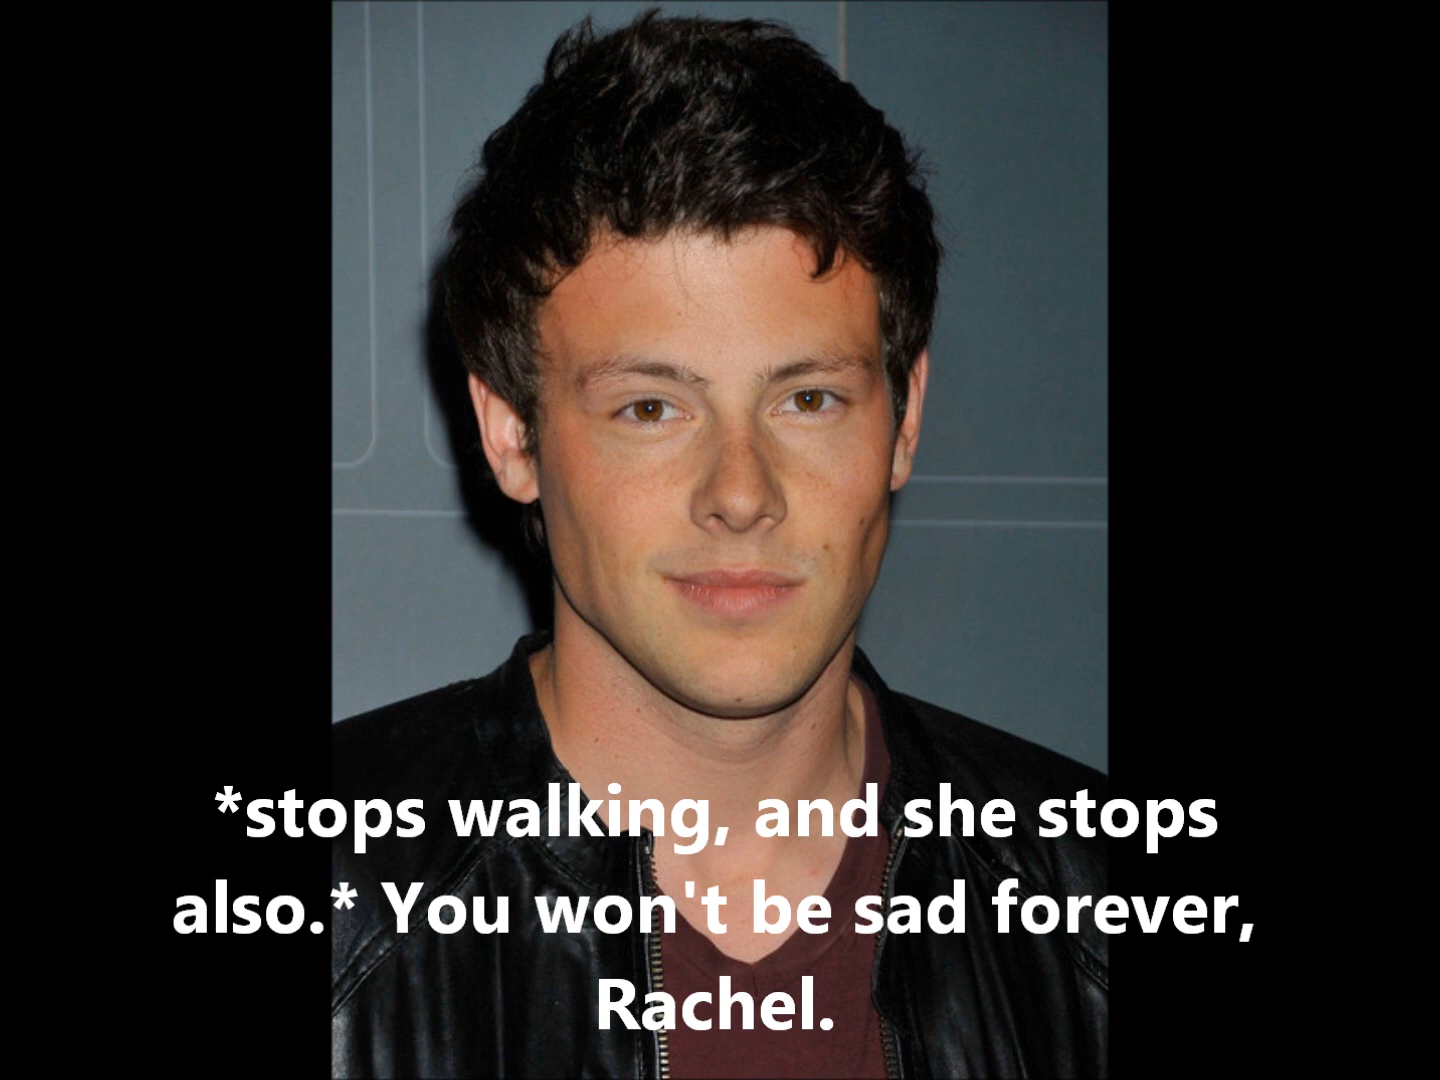 *stops walking, and she stops
also.* You won't be sad forever,
Rachel.